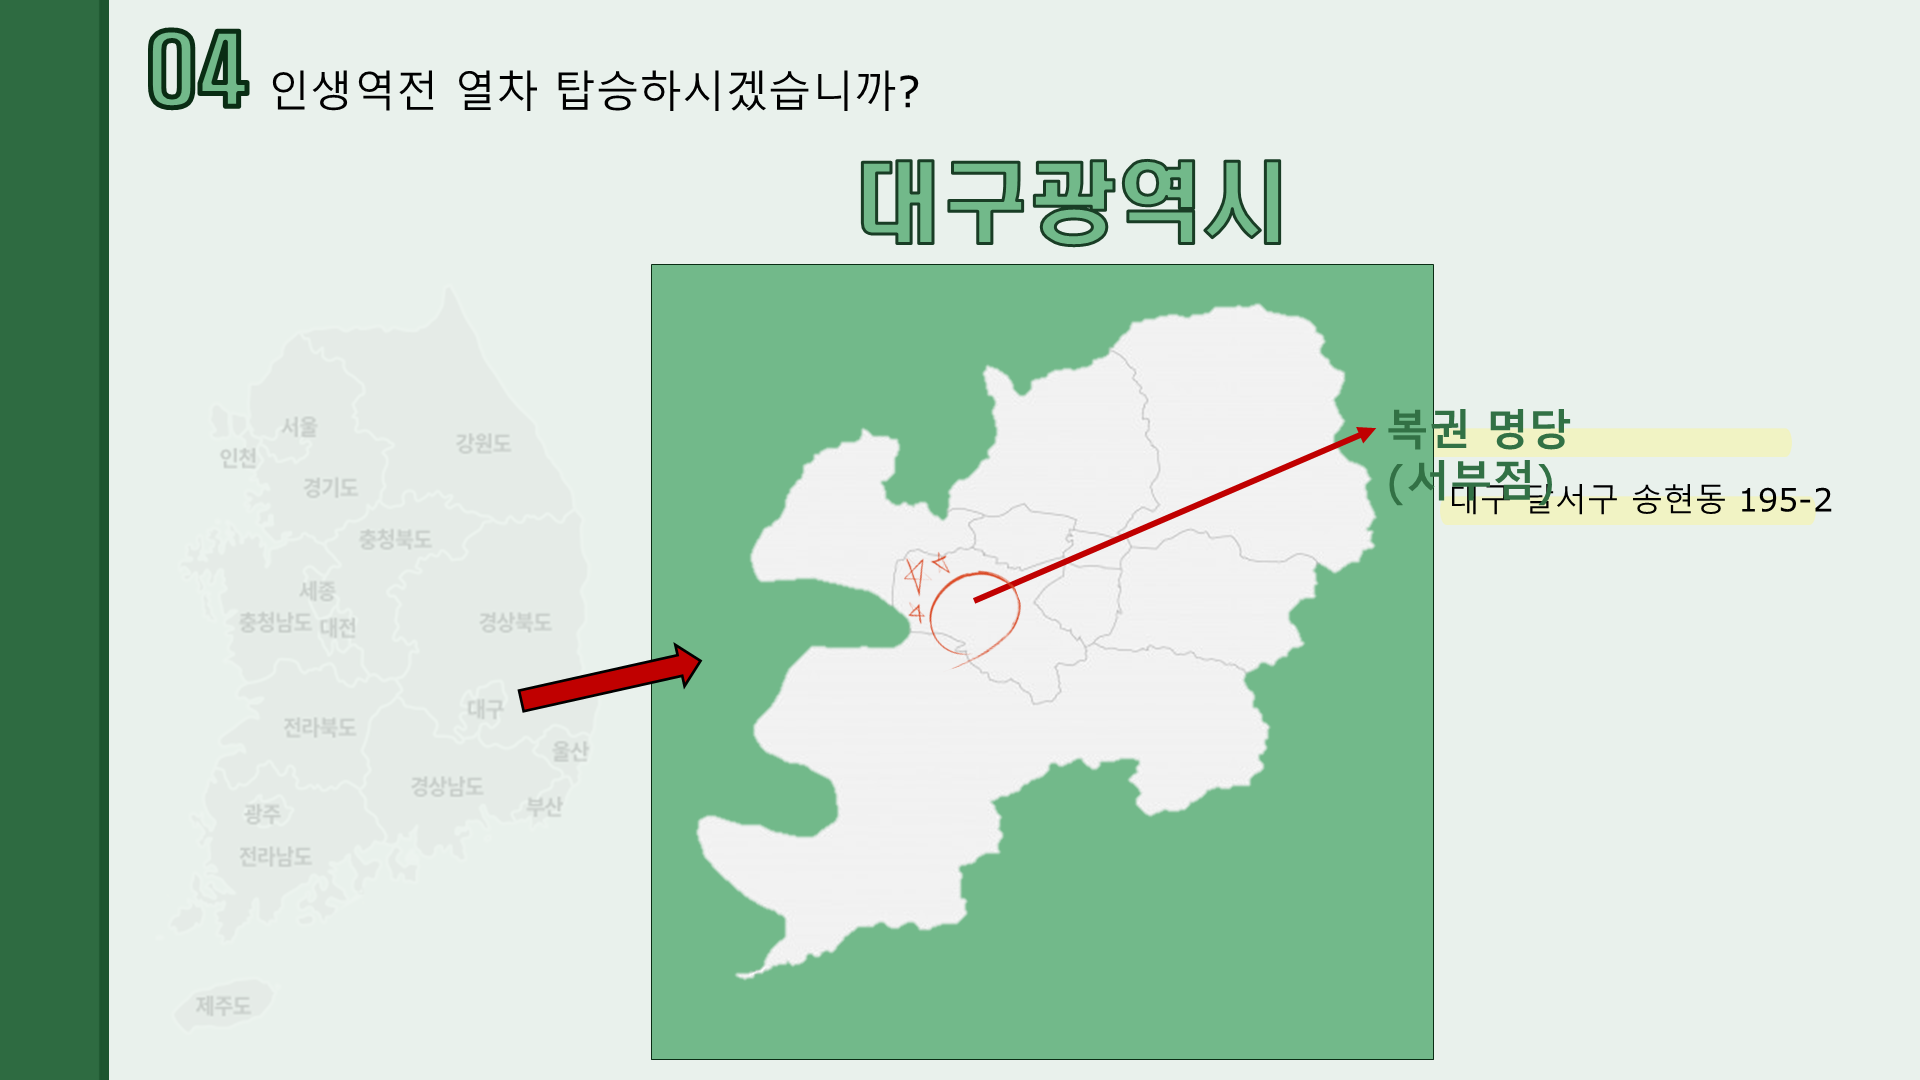 04 인생역전 열차 탑승하시겠습니까?
대구광역시
서울
인천
강원도
경기도
충청북도
세종
충청남도
대전
경상북도
대구
전라북도
울산
경상남도
부산
광주
전라남도
제주도
복권 명당
(서부점)
대구 달서구 송현동 195-2